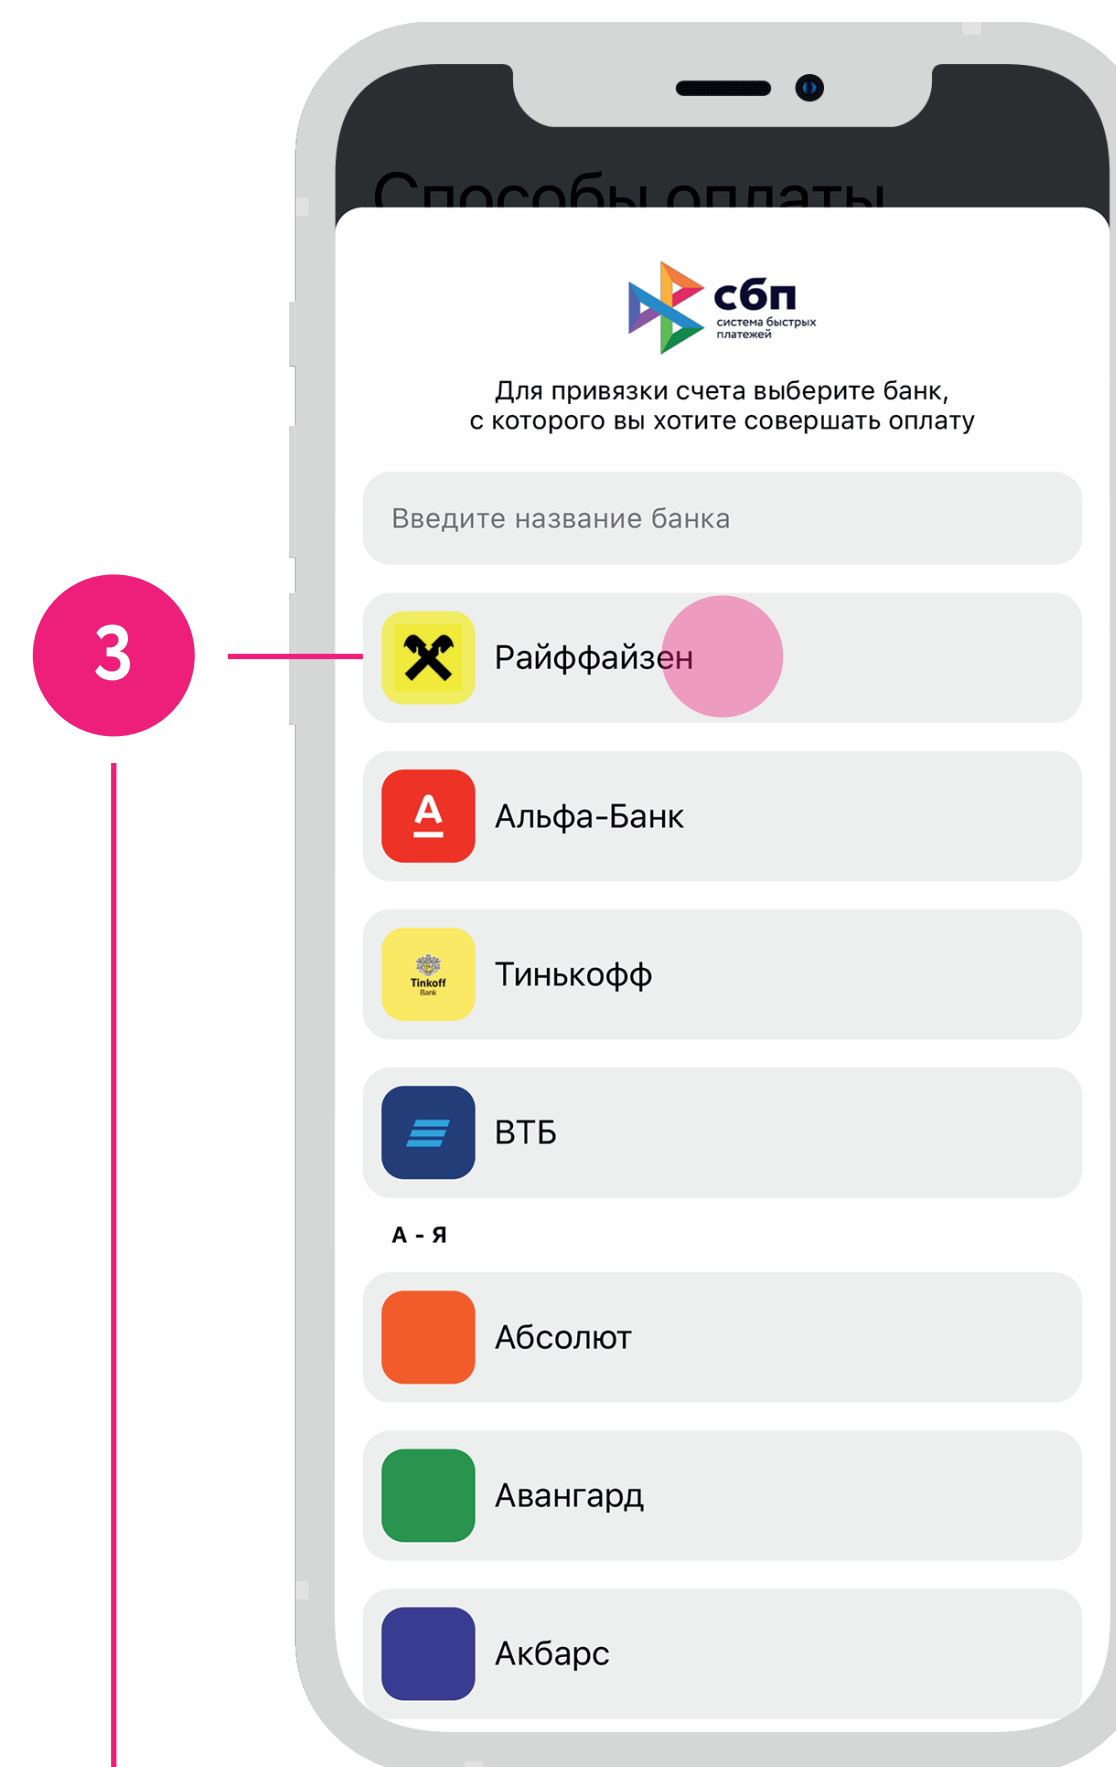 Способы оплаты
сбп
система быстрых
платежей
Для привязки счета выберите банк,
с которого вы хотите совершать оплату
Введите название банка
3
Райффайзен
А
Альфа-Банк
Tinkoff
Bank
Тинькофф
ВТБ
А - Я
Абсолют
Авангард
Акбарс